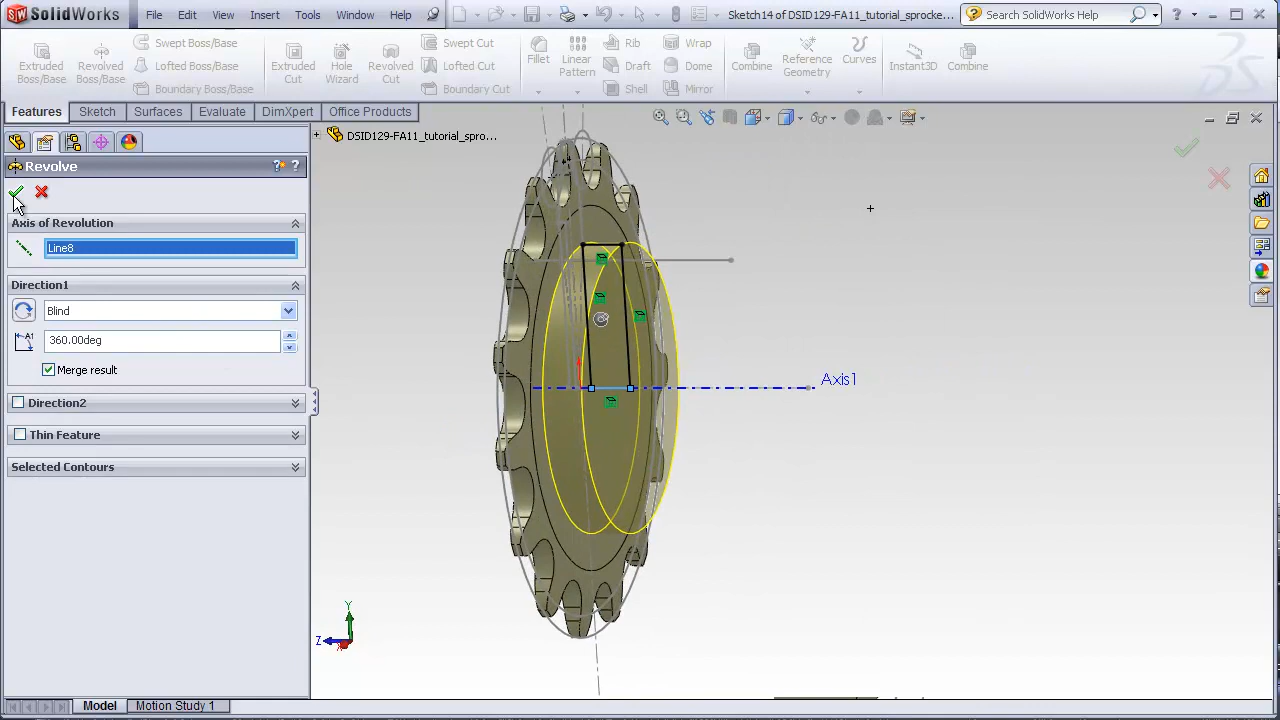 SolidWorks
File Edit View Insert Tools Window Help
Sketch14 of DSID129-FA11_tutorial_sprocke...
Search SolidWorks Help
Extruded Boss/Base
Revolved Boss/Base
Swept Boss/Base
Lofted Boss/Base
Boundary Boss/Base
Extruded Cut
Hole Wizard
Revolved Cut
Swept Cut
Lofted Cut
Boundary Cut
Fillet
Linear Pattern
Rib
Draft
Shell
Wrap
Dome
Mirror
Combine
Reference Geometry
Curves
Instant3D
Combine
Features Sketch Surfaces Evaluate DimXpert Office Products
DSID129-FA11_tutorial_spro...
Revolve
Axis of Revolution
Line8
Direction1
Blind
A1
360.00deg
Merge result
Direction2
Thin Feature
Selected Contours
Axis1
Y
Z
X
Model Motion Study 1